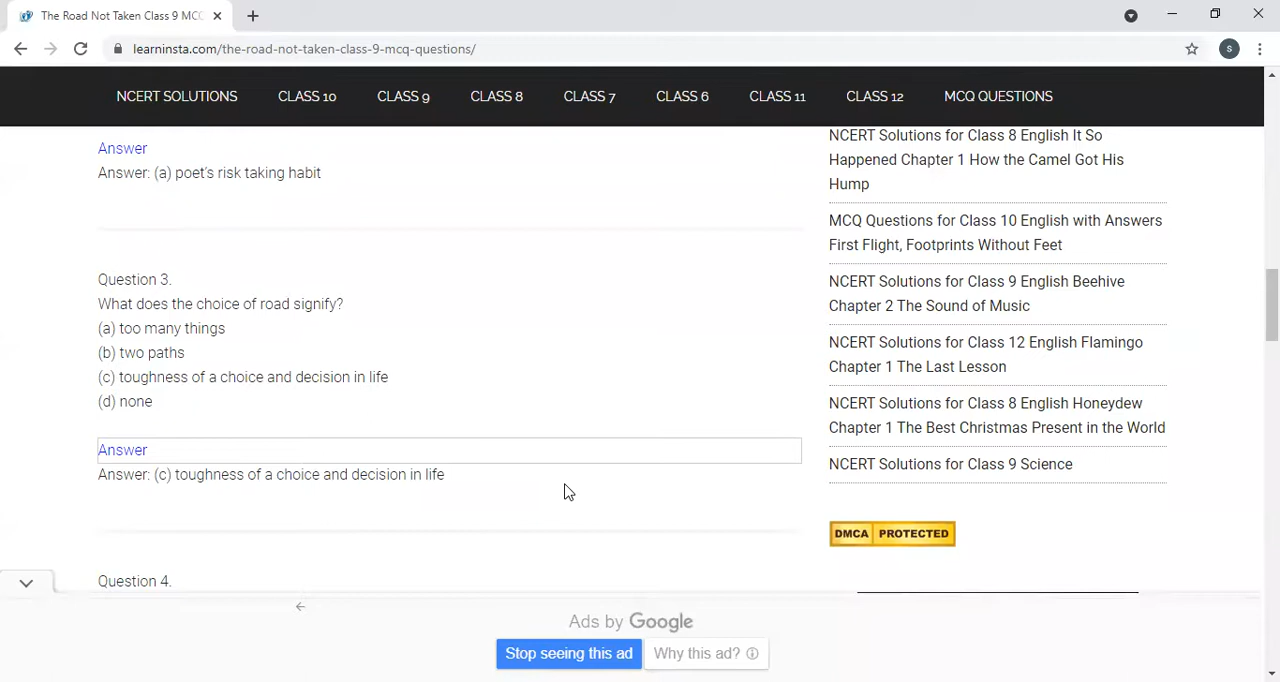 The Road Not Taken Class 9 MC
learninsta.com/the-road-not-taken-class-9-mcq-questions/
s
NCERT SOLUTIONS CLASS 10 CLASS 9 CLASS 8 CLASS 7 CLASS 6 CLASS 11 CLASS 12 MCQ QUESTIONS
Answer
Answer: (a) poet's risk taking habit
Question 3.
What does the choice of road signify?
(a) too many things
(b) two paths
(c) toughness of a choice and decision in life
(d) none
Answer
Answer: (c) toughness of a choice and decision in life
Question 4.
NCERT Solutions for Class 8 English It So
Happened Chapter 1 How the Camel Got His
Hump
MCQ Questions for Class 10 English with Answers
First Flight, Footprints Without Feet
NCERT Solutions for Class 9 English Beehive
Chapter 2 The Sound of Music
NCERT Solutions for Class 12 English Flamingo
Chapter 1 The Last Lesson
NCERT Solutions for Class 8 English Honeydew
Chapter 1 The Best Christmas Present in the World
NCERT Solutions for Class 9 Science
DMCA PROTECTED
Ads by Google
Stop seeing this ad Why this ad?